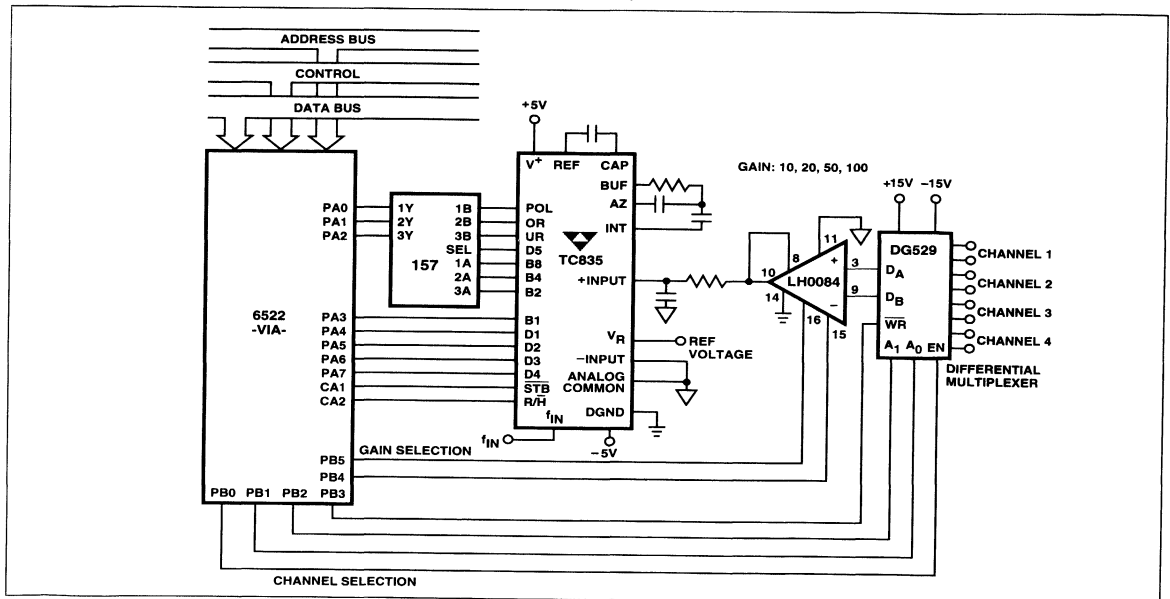 ADDRESS BUS
CONTROL
DATA BUS
6522
-VIA-
PA0
PA1
PA2
PA3
PA4
PA5
PA6
PA7
CA1
CA2
PB5
PB4
PB0 PB1 PB2 PB3
1Y
2Y
3Y
157
1B
2B
3B
SEL
1A
2A
3A
+5V
V+ REF CAP
POL
OR
UR
D5
B8
B4
B2
B1
D1
D2
D3
D4
STB
R/H
fIN
TC835
BUF
AZ
INT
+INPUT
VR
-INPUT
ANALOG
COMMON
DGND
fIN
-5V
REF
VOLTAGE
GAIN: 10, 20, 50, 100
+15V -15V
11
8
+
3
10
LH0084
9
14
-
16
15
DG529
DA
DB
WR
A1 A0 EN
CHANNEL 1
CHANNEL 2
CHANNEL 3
CHANNEL 4
DIFFERENTIAL
MULTIPLEXER
GAIN SELECTION
CHANNEL SELECTION